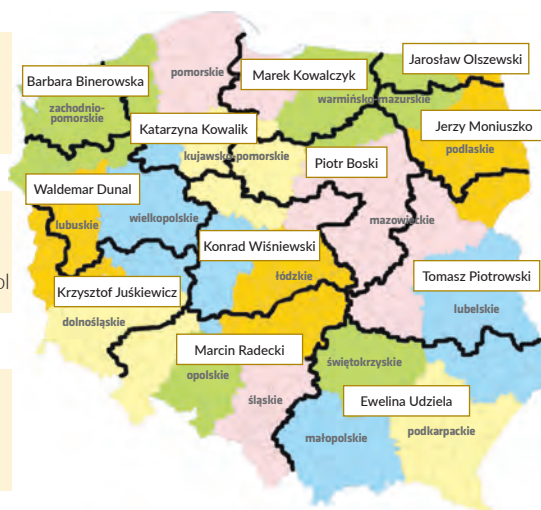 Jarosław Olszewski
Barbara Binerowska
pomorskie
Marek Kowalczyk
zachodnio-
pomorskie
warmińsko-mazurskie
Katarzyna Kowalik
Jerzy Moniuszko
kujawsko-pomorskie
podlaskie
Piotr Boski
Waldemar Dunal
lubuskie
wielkopolskie
mazowieckie
Konrad Wiśniewski
ol
łódzkie
Tomasz Piotrowski
Krzysztof Juśkiewicz
lubelskie
dolnośląskie
Marcin Radecki
świętokrzyskie
opolskie
śląskie
Ewelina Udziela
małopolskie
podkarpackie